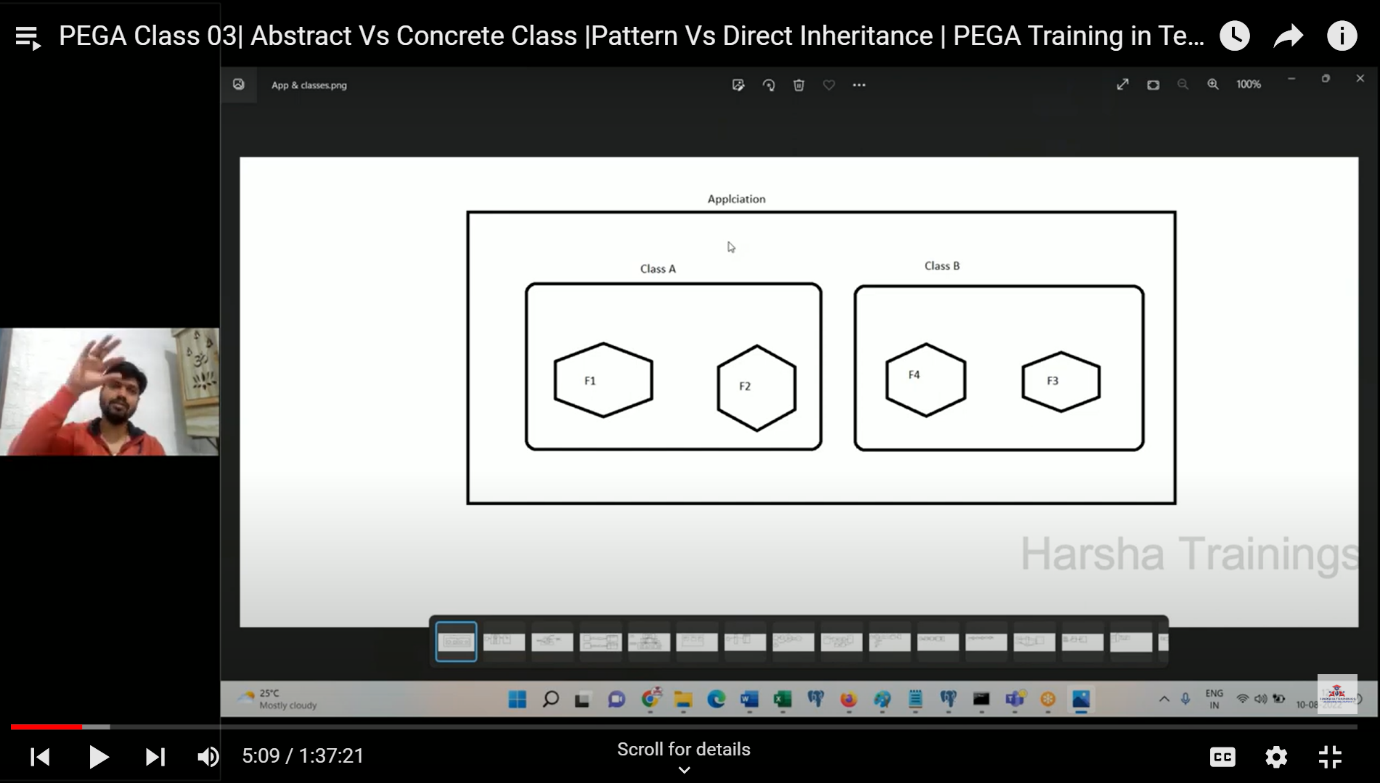 PEGA Class 03| Abstract Vs Concrete Class |Pattern Vs Direct Inheritance | PEGA Training in Te...
App & classes.png
100%
Applciation
Class A
Class B
F1
F2
F4
F3
Harsha Trainings
25°C
Mostly cloudy
ENG
IN
5:09 / 1:37:21
Scroll for details
CC